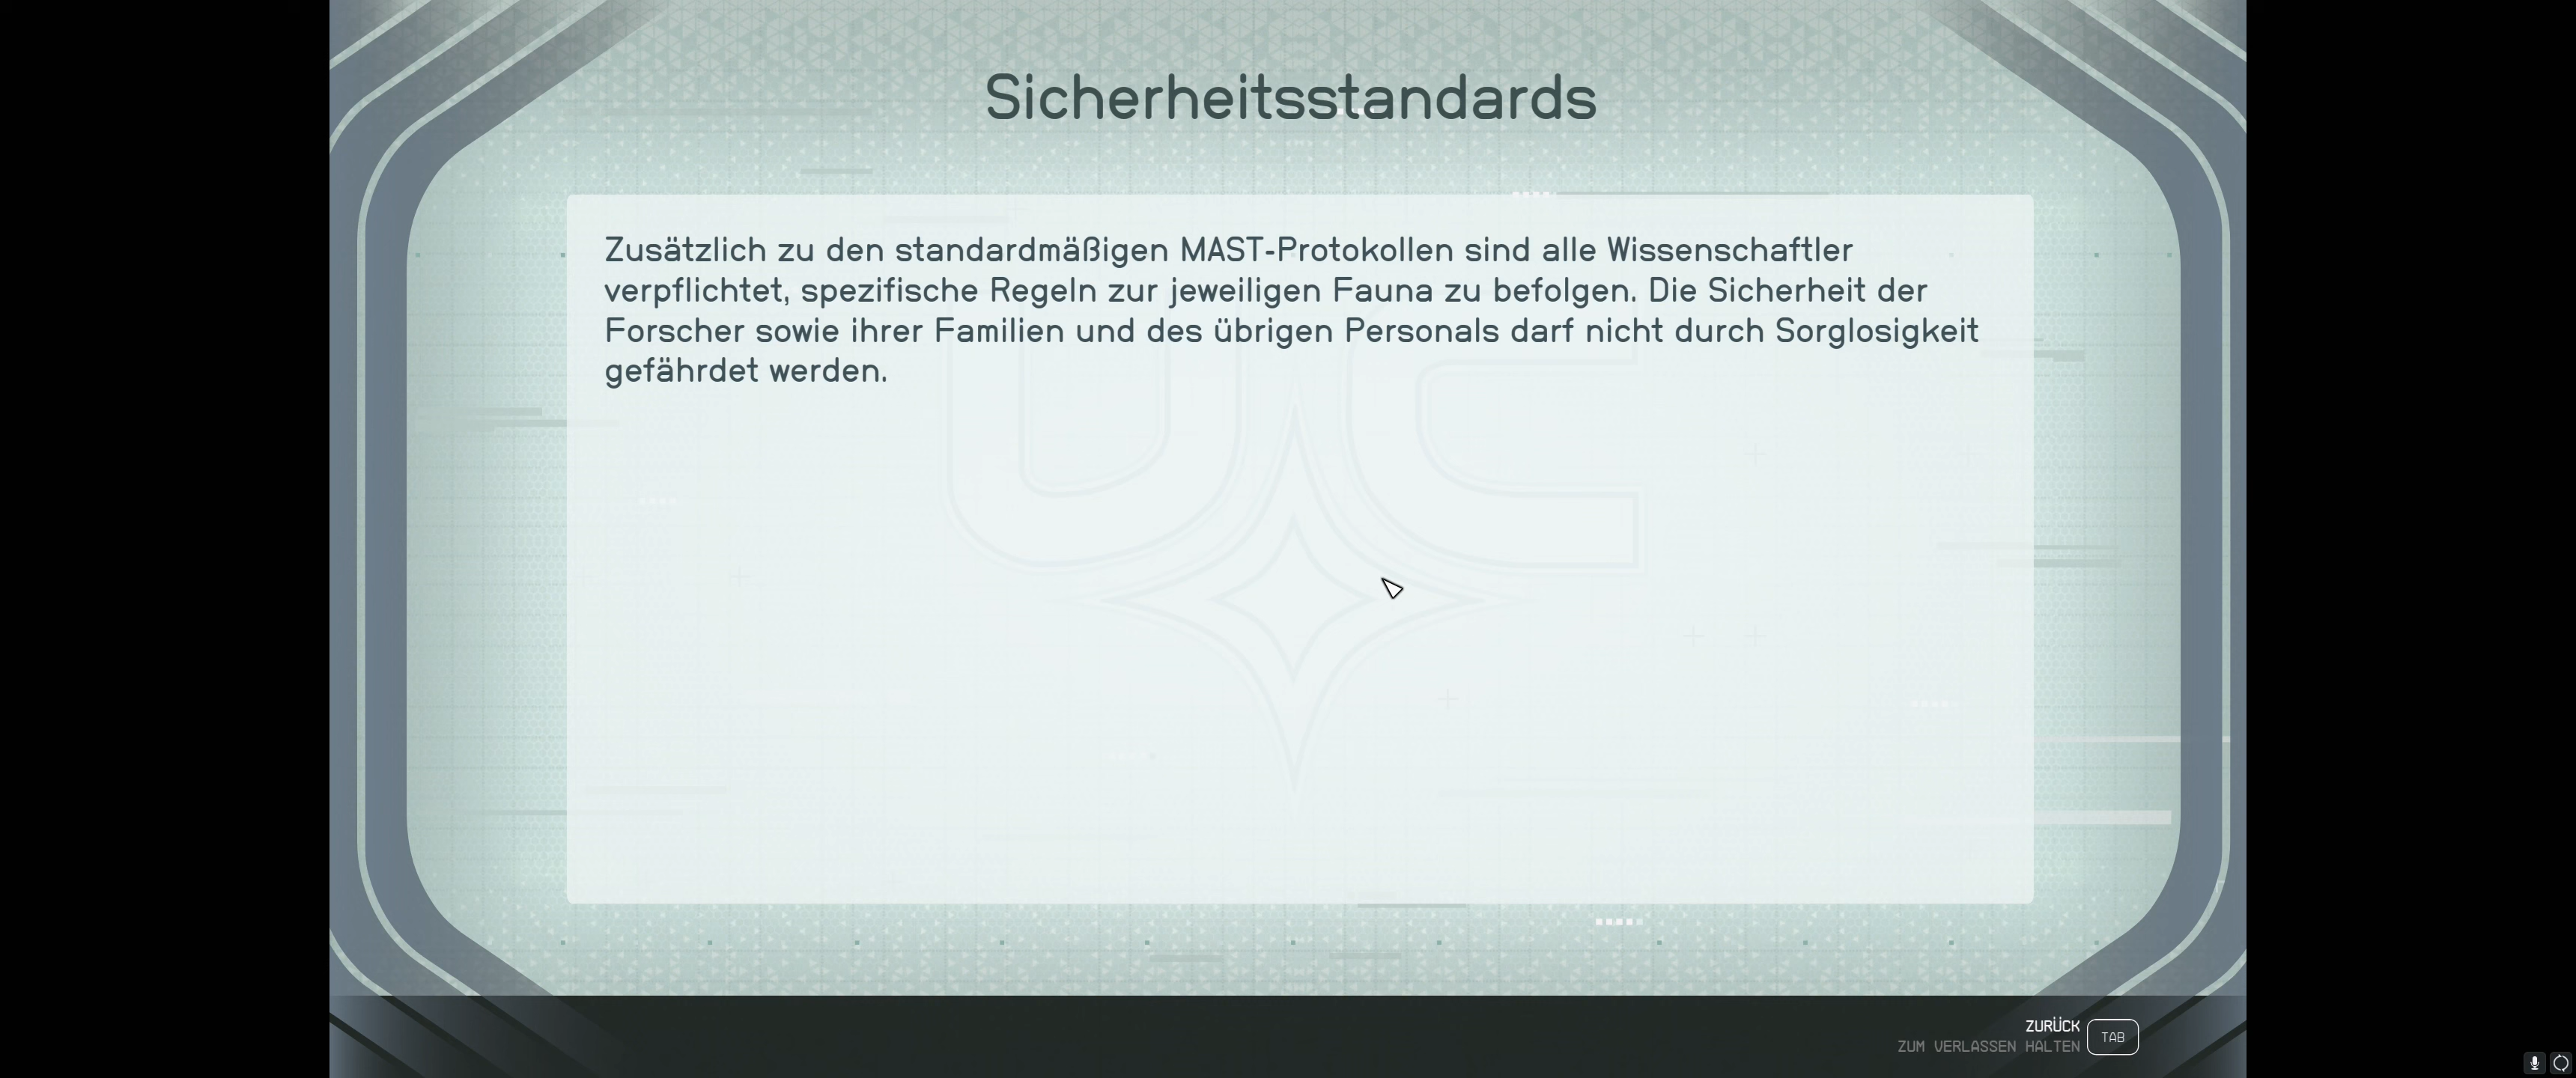 Sicherheitsstandards
Zusätzlich zu den standardmäßigen MAST-Protokollen sind alle Wissenschaftler
verpflichtet, spezifische Regeln zur jeweiligen Fauna zu befolgen. Die Sicherheit der
Forscher sowie ihrer Familien und des übrigen Personals darf nicht durch Sorglosigkeit
gefährdet werden.
UC
ZURÜCK
ZUM VERLASSEN HALTEN
TAB